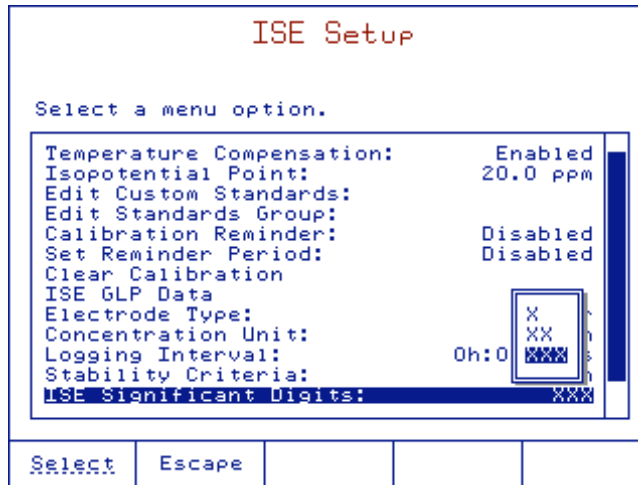 ISE Setup
Select a menu option.
Temperature Compensation: Enabled
Isopotential Point: 20.0 ppm
Edit Custom Standards:
Edit Standards Group:
Calibration Reminder: Disabled
Set Reminder Period: Disabled
Clear Calibration
ISE GLP Data
Electrode Type:
X
Concentration Unit:
XX
Logging Interval: 0h:0
XXX
Stability Criteria:
ISE Significant Digits: XXX
Select Escape